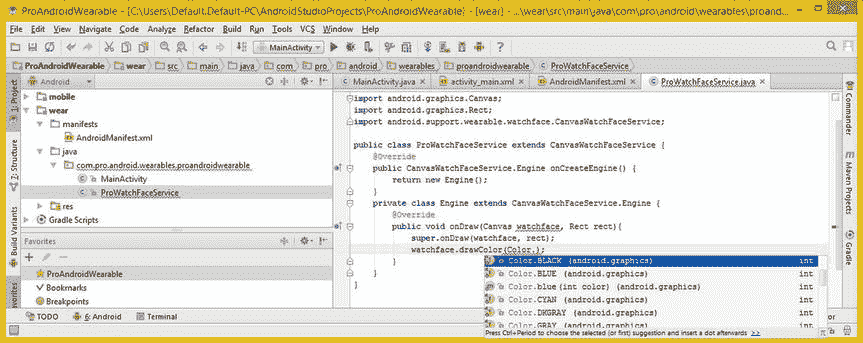 ProAndroidWearable - [C:\Users\Default.Default-PC\AndroidStudioProjects\ProAndroidWearable] - [wear] - ...\wear\src\main\java\com\pro\android\wearables\proand
File Edit View Navigate Code Analyze Refactor Build Run Tools VCS Window Help
MainActivity
ProAndroidWearable wear src main java com pro android wearables proandroidwearable ProWatchFaceService
Android
MainActivity.java activity_main.xml AndroidManifest.xml ProWatchFaceService.java
1: Project
7: Structure
Build Variants
Favorites
mobile
wear
manifests
AndroidManifest.xml
java
com.pro.android.wearables.proandroidwearable
MainActivity
ProWatchFaceService
res
Gradle Scripts
Favorites
ProAndroidWearable
Bookmarks
Breakpoints
import android.graphics.Canvas;
import android.graphics.Rect;
import android.support.wearable.watchface.CanvasWatchFaceService;
public class ProWatchFaceService extends CanvasWatchFaceService {
@Override
public CanvasWatchFaceService.Engine onCreateEngine() {
return new Engine();
}
private class Engine extends CanvasWatchFaceService.Engine {
@Override
public void onDraw(Canvas watchface, Rect rect){
super.onDraw(watchface, rect);
watchface.drawColor(Color.);
}
}
}
Color.BLACK (android.graphics) int
Color.BLUE (android.graphics) int
Color.blue(int color) (android.graphics) int
Color.CYAN (android.graphics) int
Color.DKGRAY (android.graphics) int
Color.GRAY (android.graphics) int
Press Ctrl+Period to choose the selected (or first) suggestion and insert a dot afterwards >>
Commander
Maven Projects
Gradle
TODO 6: Android Terminal
or